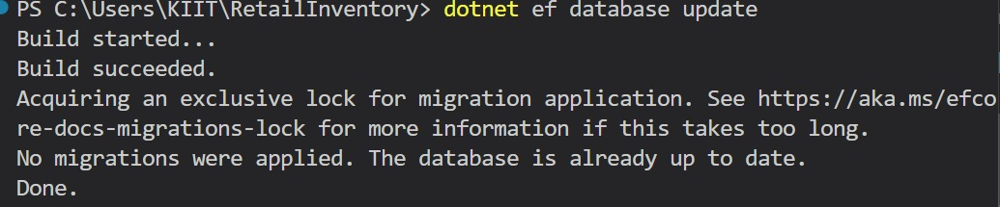 PS C:\Users\KIIT\RetailInventory> dotnet ef database update
Build started...
Build succeeded.
Acquiring an exclusive lock for migration application. See https://aka.ms/efco
re-docs-migrations-lock for more information if this takes too long.
No migrations were applied. The database is already up to date.
Done.